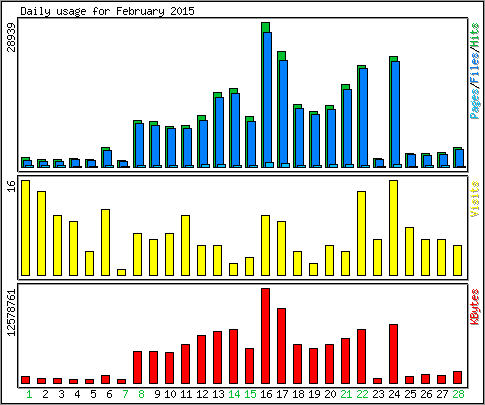 Daily usage for February 2015
28939
Pages/Files/Hits
16
Visits
12578761
KBytes
1 2 3 4 5 6 7 8 9 10 11 12 13 14 15 16 17 18 19 20 21 22 23 24 25 26 27 28